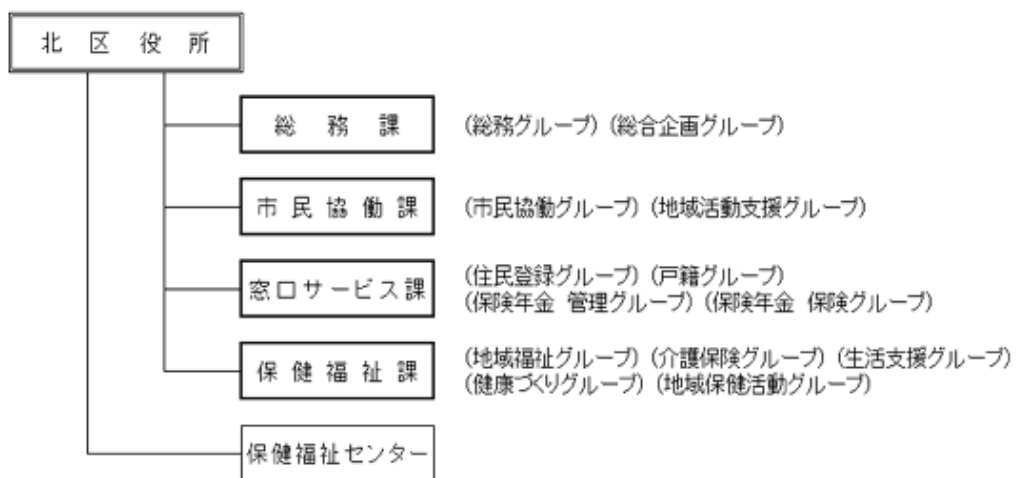 北区役所
総務課 (総務グループ) (総合企画グループ)
市民協働課 (市民協働グループ) (地域活動支援グループ)
窓口サービス課 (住民登録グループ) (戸籍グループ)
(保険年金 管理グループ) (保険年金 保険グループ)
保健福祉課 (地域福祉グループ) (介護保険グループ) (生活支援グループ)
(健康づくりグループ) (地域保健活動グループ)
保健福祉センター